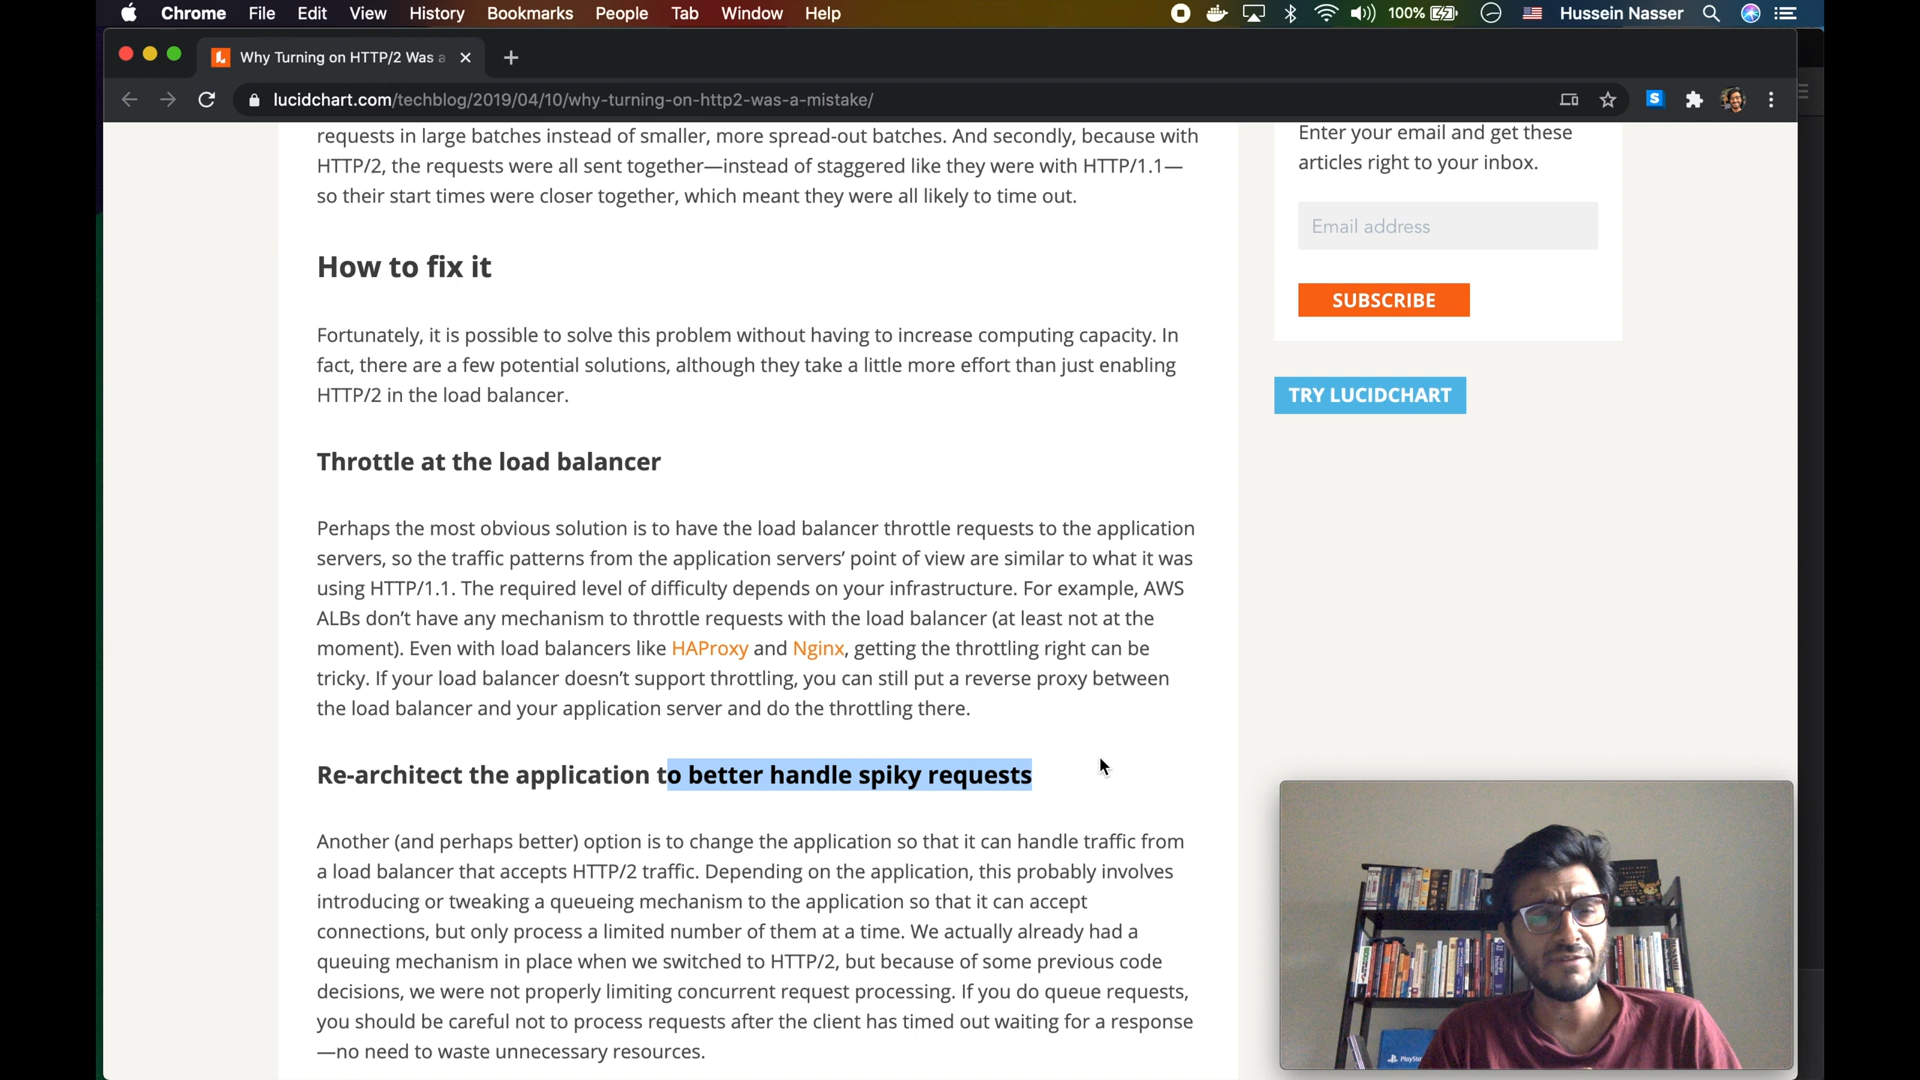 Chrome File Edit View History Bookmarks People Tab Window Help 100% Hussein Nasser
Why Turning on HTTP/2 Was a
lucidchart.com/techblog/2019/04/10/why-turning-on-http2-was-a-mistake/
requests in large batches instead of smaller, more spread-out batches. And secondly, because with
HTTP/2, the requests were all sent together—instead of staggered like they were with HTTP/1.1—
so their start times were closer together, which meant they were all likely to time out.
How to fix it
Fortunately, it is possible to solve this problem without having to increase computing capacity. In
fact, there are a few potential solutions, although they take a little more effort than just enabling
HTTP/2 in the load balancer.
Throttle at the load balancer
Perhaps the most obvious solution is to have the load balancer throttle requests to the application
servers, so the traffic patterns from the application servers’ point of view are similar to what it was
using HTTP/1.1. The required level of difficulty depends on your infrastructure. For example, AWS
ALBs don’t have any mechanism to throttle requests with the load balancer (at least not at the
moment). Even with load balancers like HAProxy and Nginx, getting the throttling right can be
tricky. If your load balancer doesn’t support throttling, you can still put a reverse proxy between
the load balancer and your application server and do the throttling there.
Re-architect the application to better handle spiky requests
Another (and perhaps better) option is to change the application so that it can handle traffic from
a load balancer that accepts HTTP/2 traffic. Depending on the application, this probably involves
introducing or tweaking a queueing mechanism to the application so that it can accept
connections, but only process a limited number of them at a time. We actually already had a
queuing mechanism in place when we switched to HTTP/2, but because of some previous code
decisions, we were not properly limiting concurrent request processing. If you do queue requests,
you should be careful not to process requests after the client has timed out waiting for a response
—no need to waste unnecessary resources.
Enter your email and get these
articles right to your inbox.
Email address
SUBSCRIBE
TRY LUCIDCHART